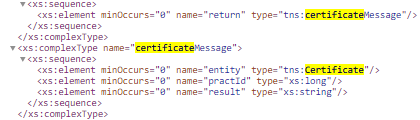 ▼<xs:sequence>
<xs:element minOccurs="0" name="return" type="tns:certificateMessage"/>
</xs:sequence>
</xs:complexType>
▼<xs:complexType name="certificateMessage">
▼<xs:sequence>
<xs:element minOccurs="0" name="entity" type="tns:Certificate"/>
<xs:element minOccurs="0" name="practId" type="xs:long"/>
<xs:element minOccurs="0" name="result" type="xs:string"/>
</xs:sequence>
</xs:complexType>